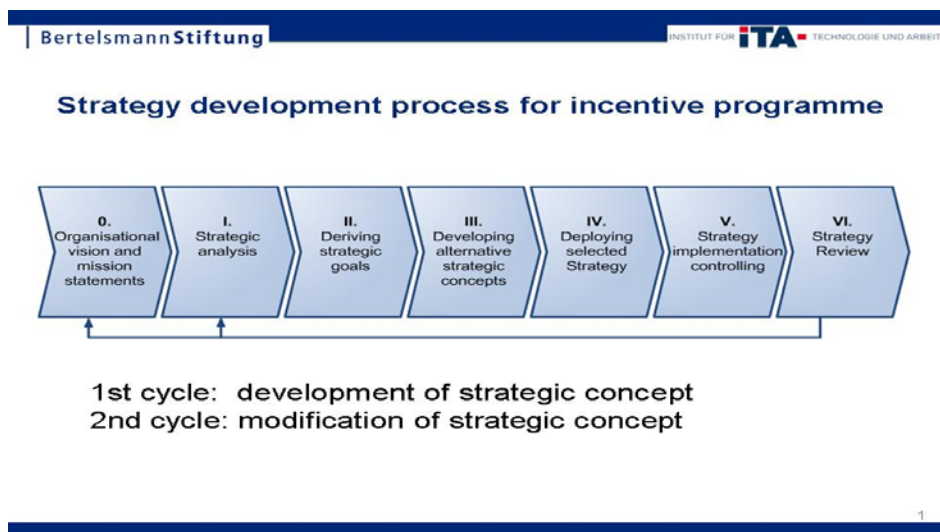 BertelsmannStiftung
INSTITUT FÜR iTA TECHNOLOGIE UND ARBEIT
Strategy development process for incentive programme
0.
Organisational
vision and
mission
statements
I.
Strategic
analysis
II.
Deriving
strategic
goals
III.
Developing
alternative
strategic
concepts
IV.
Deploying
selected
Strategy
V.
Strategy
implementation
controlling
VI.
Strategy
Review
1st cycle: development of strategic concept
2nd cycle: modification of strategic concept
1